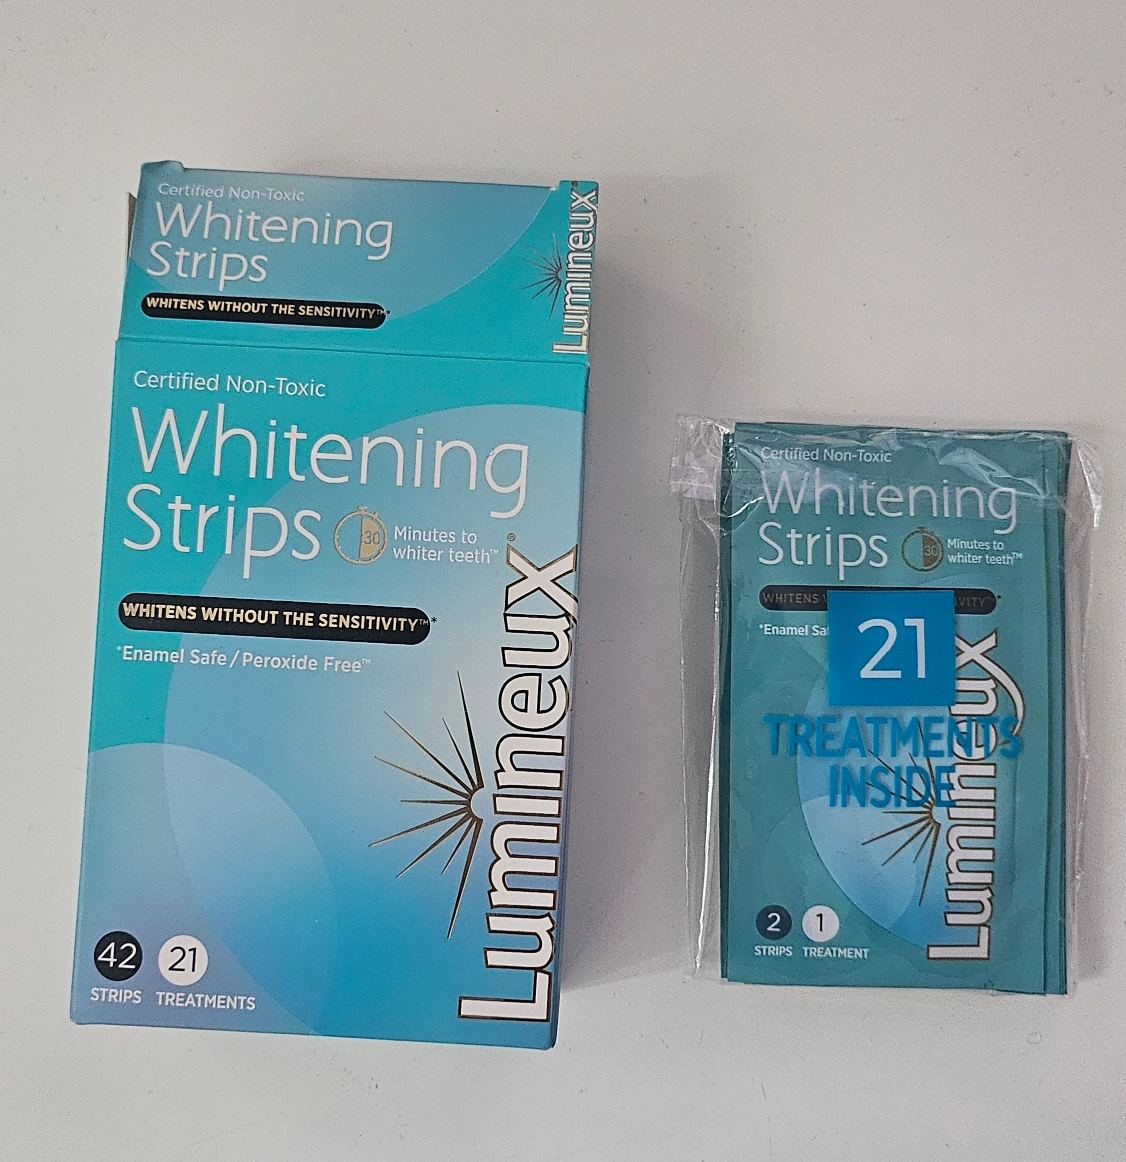 Certified Non-Toxic
Whitening
Strips
WHITENS WITHOUT THE SENSITIVITY™*
Lumineux®
Certified Non-Toxic
Whitening
Strips
30
Minutes to
whiter teeth™
WHITENS WITHOUT THE SENSITIVITY™*
*Enamel Safe/Peroxide Free™
Lumineux®
42
STRIPS
21
TREATMENTS
Certified Non-Toxic
Whitening
Strips
30
Minutes to
whiter teeth™
WHITENS
*Enamel
21
TREATMENTS
INSIDE
Lumineux
2
STRIPS
1
TREATMENT